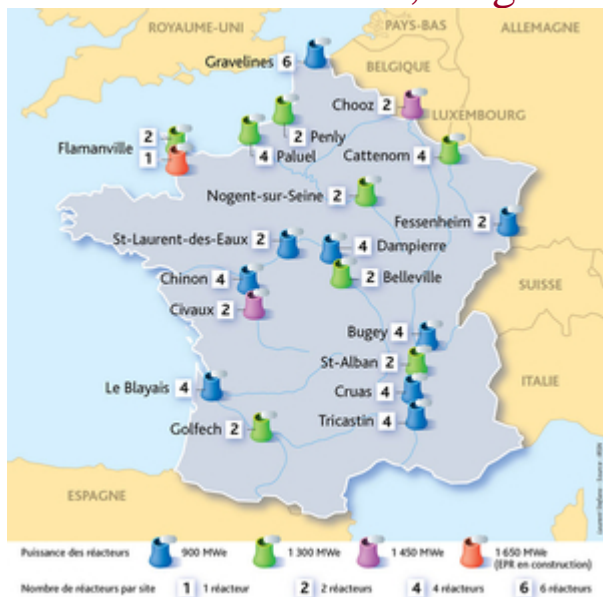 ROYAUME-UNI
PAYS-BAS
ALLEMAGNE
Gravelines 6
BELGIQUE
Chooz 2
LUXEMBOURG
2
Flamanville
1
2 Penly
4 Paluel
Cattenom 4
Nogent-sur-Seine 2
Fessenheim 2
St-Laurent-des-Eaux 2
4 Dampierre
Chinon 4
2 Belleville
SUISSE
Civaux 2
Bugey 4
St-Alban 2
ITALIE
Le Blayais 4
Cruas 4
Tricastin 4
Golfech 2
ESPAGNE
Puissance des réacteurs 900 MWe 1 300 MWe 1 450 MWe 1 650 MWe
(EPR en construction)
Nombre de réacteurs par site 1 1 réacteur 2 2 réacteurs 4 4 réacteurs 6 6 réacteurs